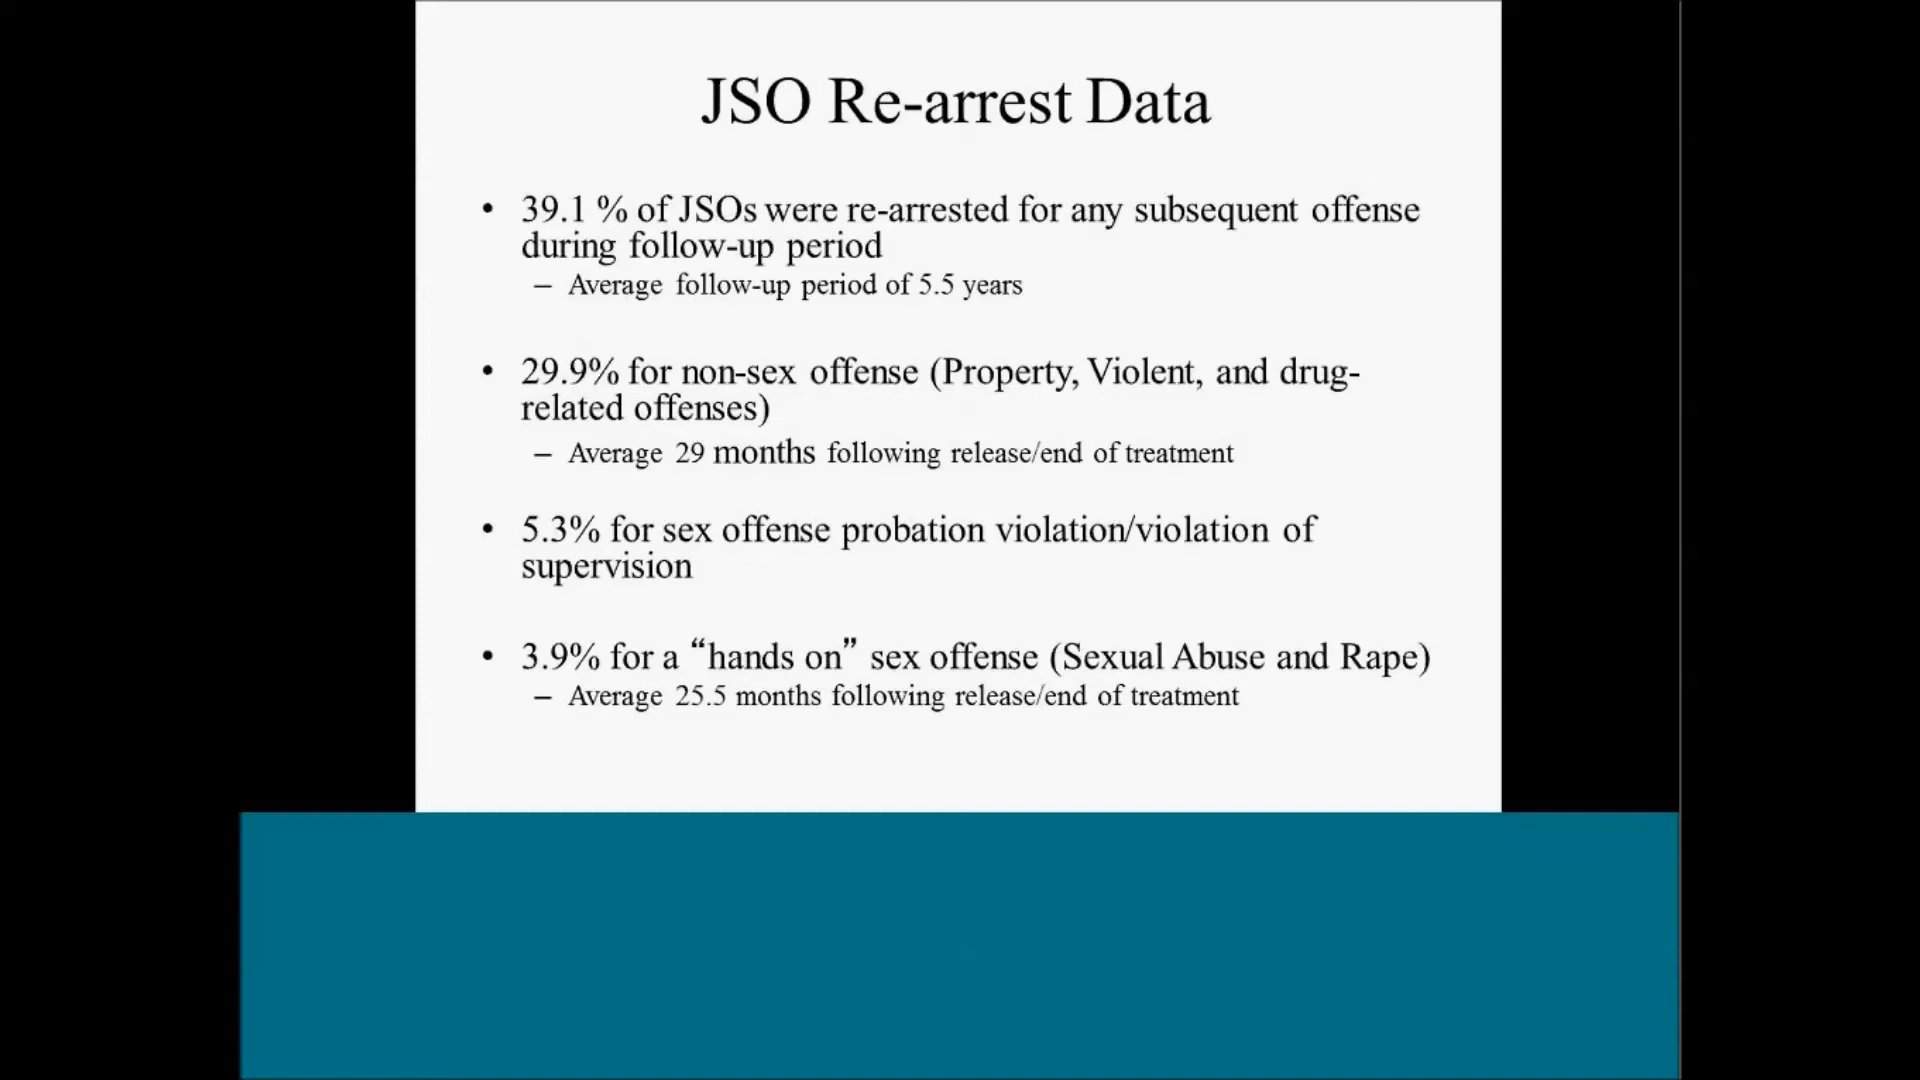 JSO Re-arrest Data
• 39.1 % of JSOs were re-arrested for any subsequent offense
during follow-up period
– Average follow-up period of 5.5 years
• 29.9% for non-sex offense (Property, Violent, and drug-
related offenses)
– Average 29 months following release/end of treatment
• 5.3% for sex offense probation violation/violation of
supervision
• 3.9% for a “hands on” sex offense (Sexual Abuse and Rape)
– Average 25.5 months following release/end of treatment